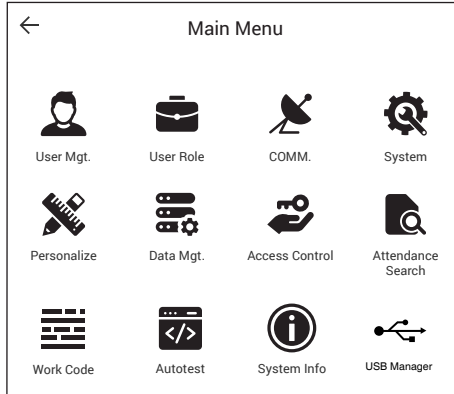 Main Menu
User Mgt.
User Role
COMM.
System
Personalize
Data Mgt.
Access Control
Attendance
Search
Work Code
Autotest
System Info
USB Manager